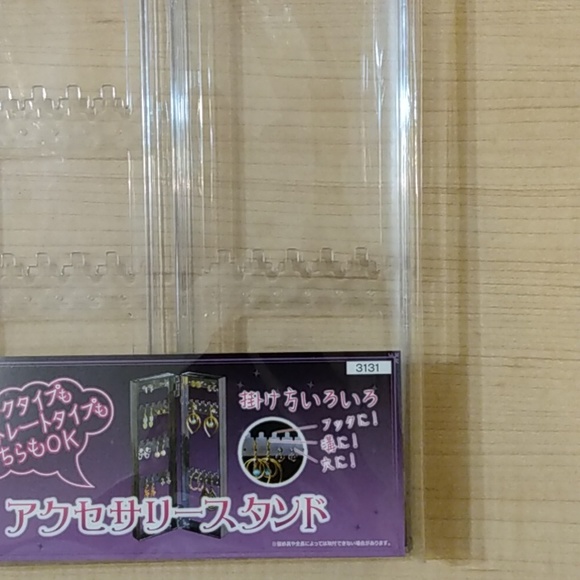 3131
クタイプも
トレートタイプも
ちらもOK
掛け方いろいろ
フックに!
溝に!
穴に!
アクセサリースタンド